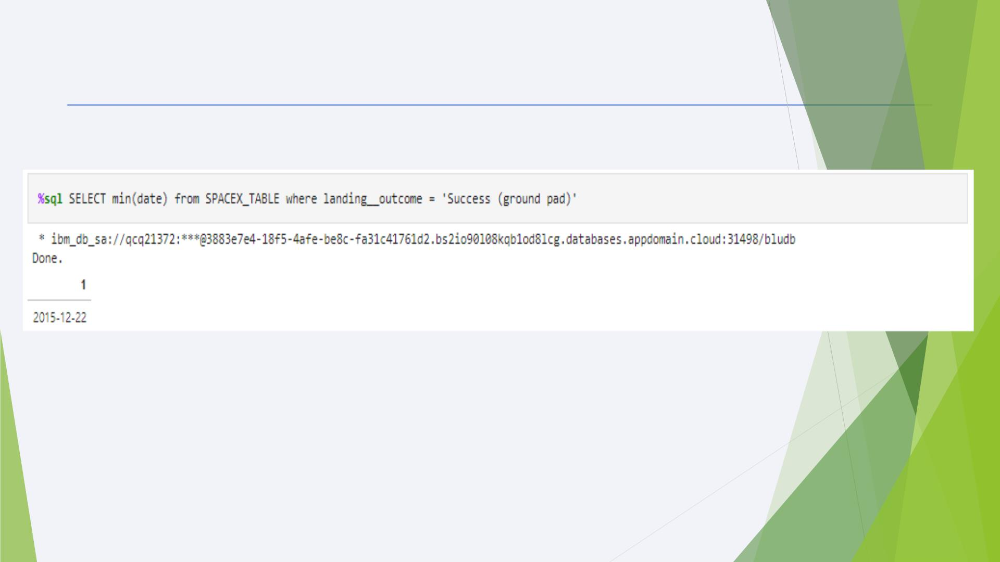 %sql SELECT min(date) from SPACEX_TABLE where landing__outcome = 'Success (ground pad)'
* ibm_db_sa://qcq21372:***@3883e7e4-18f5-4afe-be8c-fa31c41761d2.bs2io90l08kqb1od8lcg.databases.appdomain.cloud:31498/bludb
Done.
1
2015-12-22